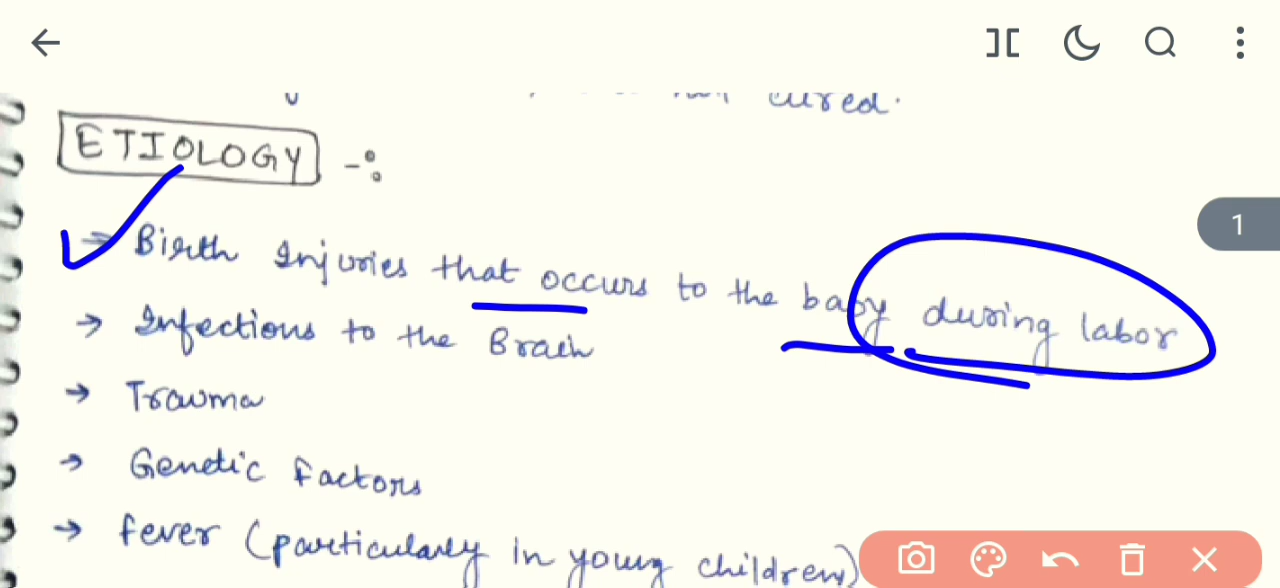 cured.
ETIOLOGY -:
→ Birth Injuries that occurs to the baby during labor
→ Infections to the Brain
→ Trauma
→ Genetic Factors
→ fever (particularly in young children)
1